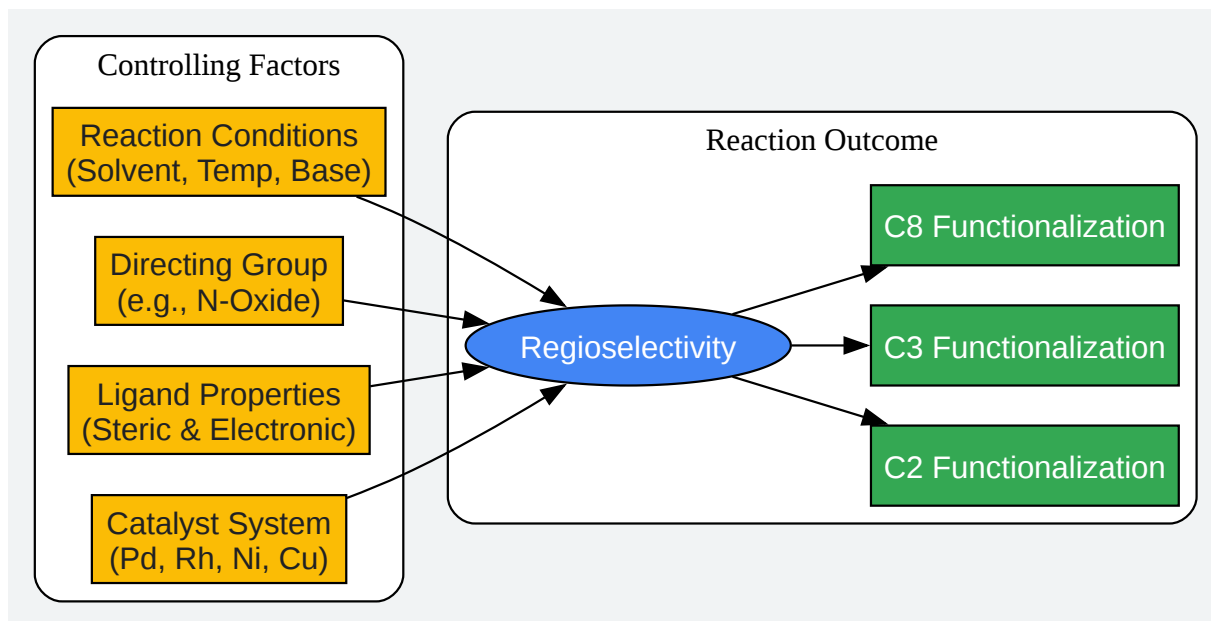 Controlling Factors
Reaction Conditions
(Solvent, Temp, Base)
Directing Group
(e.g., N-Oxide)
Ligand Properties
(Steric & Electronic)
Catalyst System
(Pd, Rh, Ni, Cu)
Reaction Outcome
Regioselectivity
C8 Functionalization
C3 Functionalization
C2 Functionalization